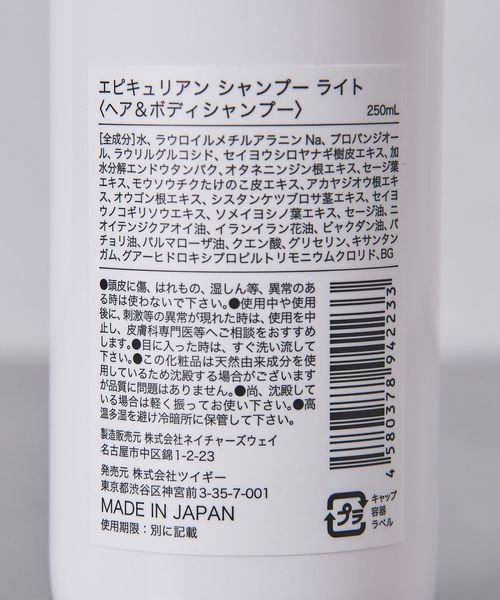 エピキュリアン シャンプー ライト
〈ヘア＆ボディシャンプー〉 250mL
[全成分]水、ラウロイルメチルアラニンNa、プロパンジオー
ル、ラウリルグルコシド、セイヨウシロヤナギ樹皮エキス、加
水分解エンドウタンパク、オタネニンジン根エキス、セージ葉
エキス、モウソウチクたけのこ皮エキス、アカヤジオウ根エキ
ス、オウゴン根エキス、シスタンケツブロサ茎エキス、セイヨ
ウノコギリソウエキス、ソメイヨシノ葉エキス、セージ油、ニ
オイテンジクアオイ油、イランイラン花油、ビャクダン油、パ
チョリ油、パルマローザ油、クエン酸、グリセリン、キサンタン
ガム、グアーヒドロキシプロピルトリモニウムクロリド、BG
●頭皮に傷、はれもの、湿しん等、異常のあ
る時は使わないで下さい。●使用中や使用
後に、刺激等の異常が現れた時は、使用を中
止し、皮膚科専門医等へご相談をおすすめ
します。●目に入った時は、すぐ洗い流して
下さい。●この化粧品は天然由来成分を使
用しているため沈殿する場合がございます
が品質に問題はありません。●尚、沈殿して
いる場合は軽く振ってお使い下さい。●高
温多湿を避け冷暗所に保管して下さい。
製造販売元 株式会社ネイチャーズウェイ
名古屋市中区錦1-2-23
発売元 株式会社ツイギー
東京都渋谷区神宮前3-35-7-001
MADE IN JAPAN
使用期限：別に記載
4 580378 942233
プラ
キャップ
容器
ラベル